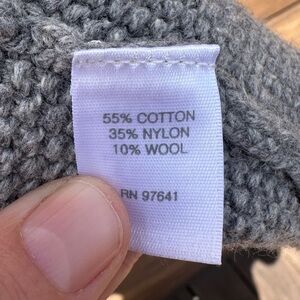 55% COTTON
35% NYLON
10% WOOL
RN 97641